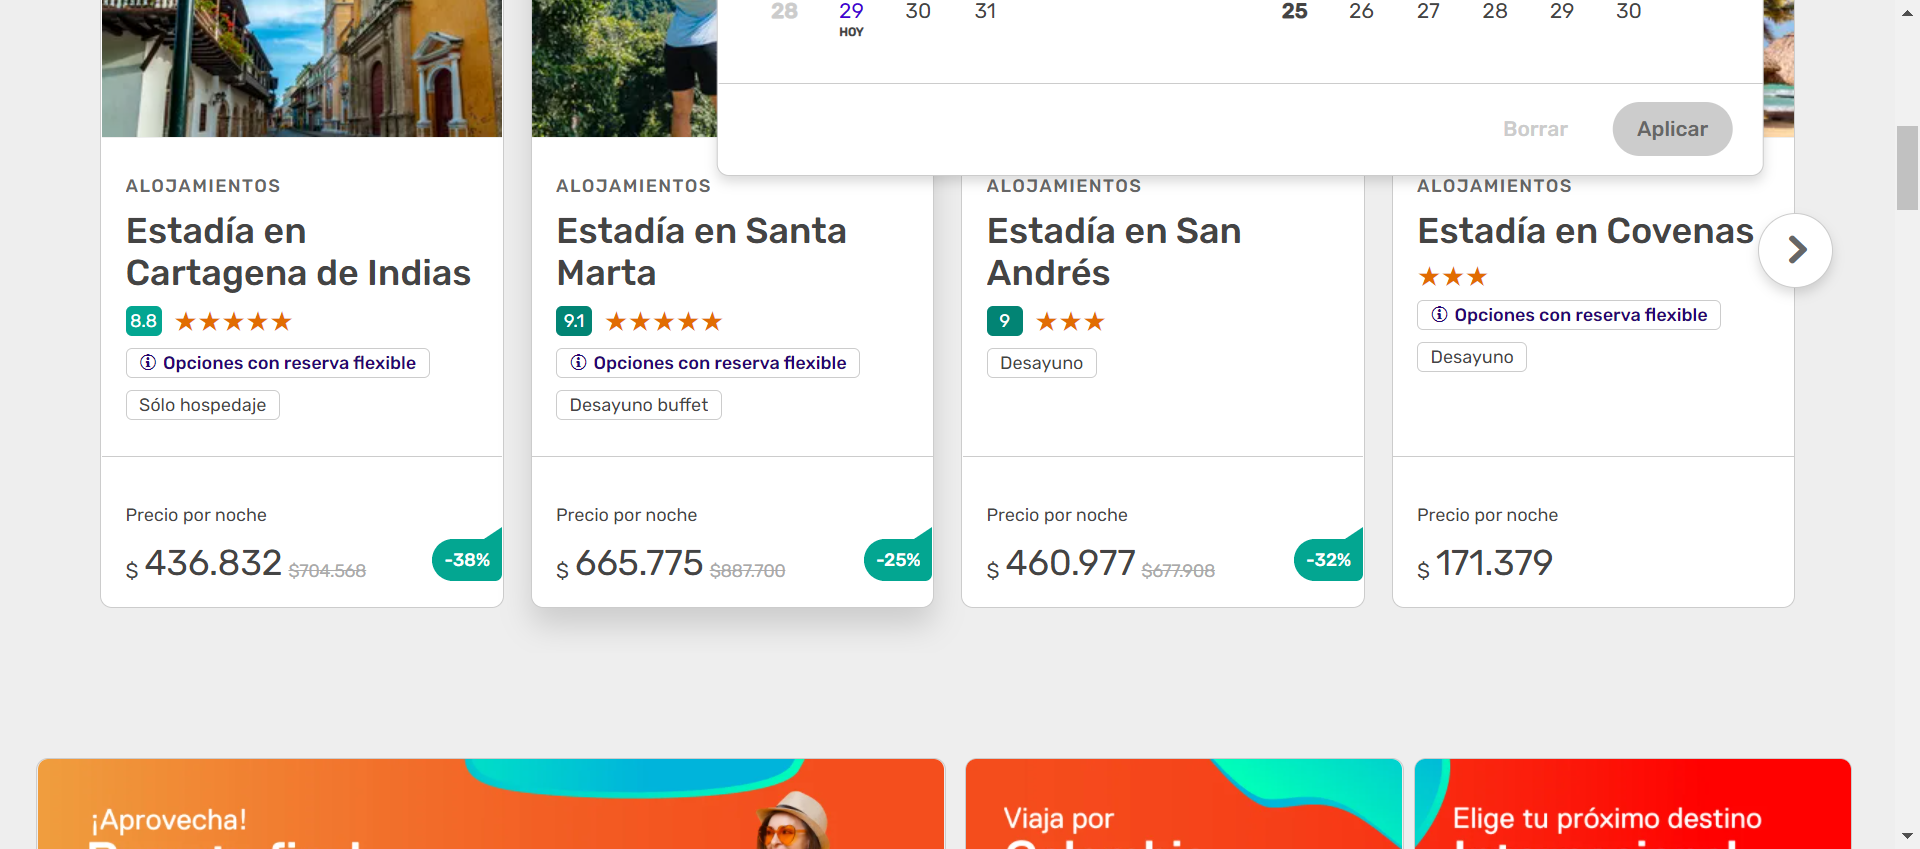 28 29 30 31 25 26 27 28 29 30
HOY
Borrar Aplicar
ALOJAMIENTOS
Estadía en
Cartagena de Indias
8.8
Opciones con reserva flexible
Sólo hospedaje
Precio por noche
$ 436.832 $704.568
-38%
ALOJAMIENTOS
Estadía en Santa
Marta
9.1
Opciones con reserva flexible
Desayuno buffet
Precio por noche
$ 665.775 $887.700
-25%
ALOJAMIENTOS
Estadía en San
Andrés
9
Desayuno
Precio por noche
$ 460.977 $677.908
-32%
ALOJAMIENTOS
Estadía en Covenas
Opciones con reserva flexible
Desayuno
Precio por noche
$ 171.379
¡Aprovecha!
Viaja por
Elige tu próximo destino